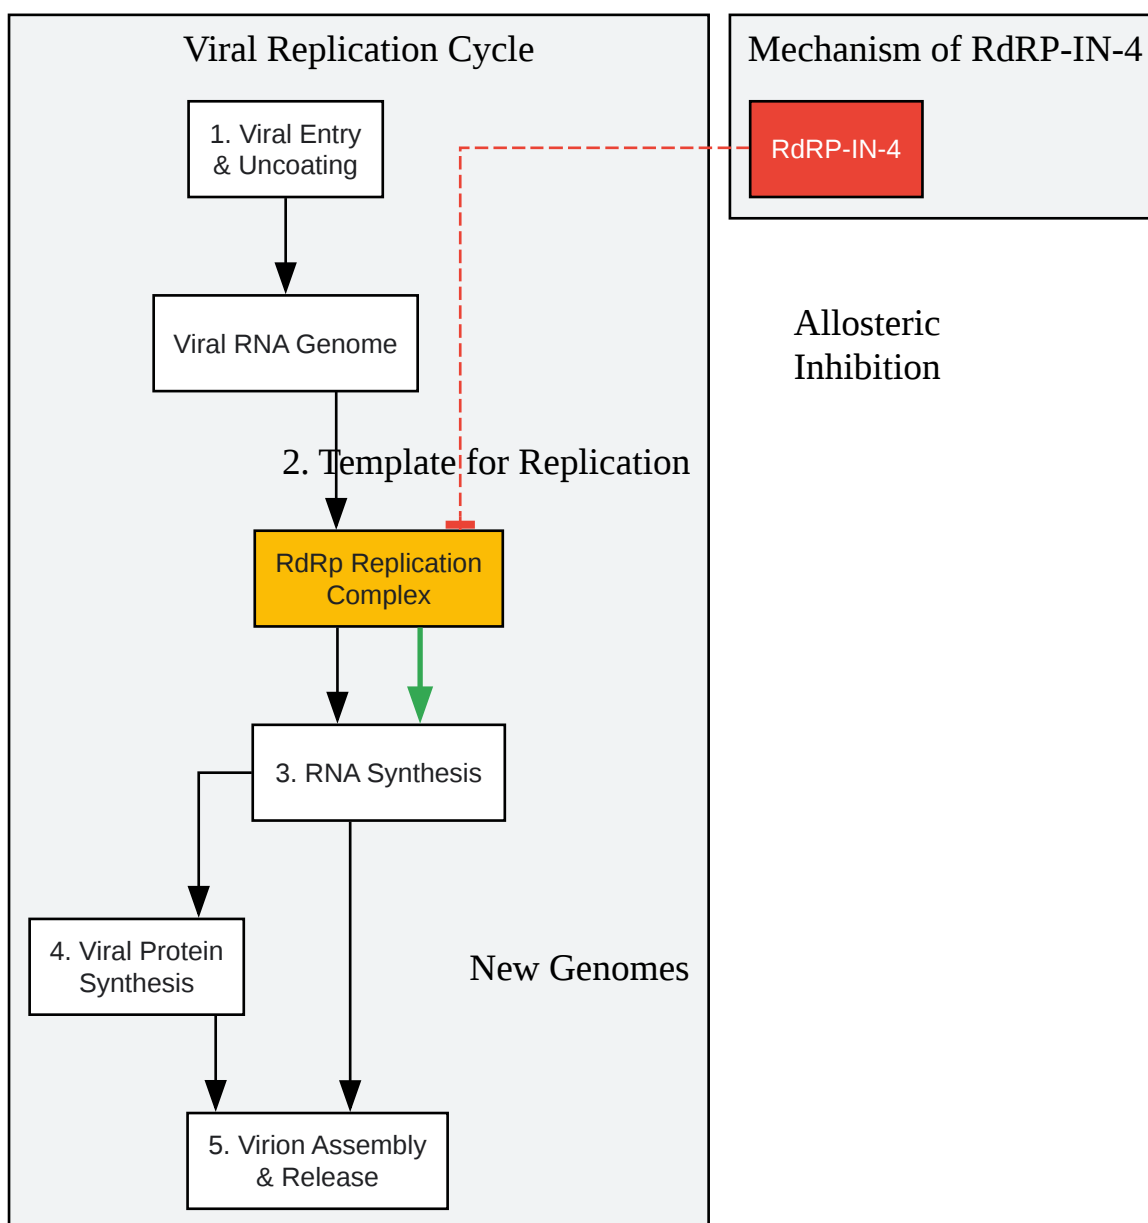 Viral Replication Cycle
Mechanism of RdRP-IN-4
1. Viral Entry
& Uncoating
RdRP-IN-4
Viral RNA Genome
Allosteric
Inhibition
2. Template for Replication
RdRp Replication
Complex
3. RNA Synthesis
4. Viral Protein
Synthesis
New Genomes
5. Virion Assembly
& Release